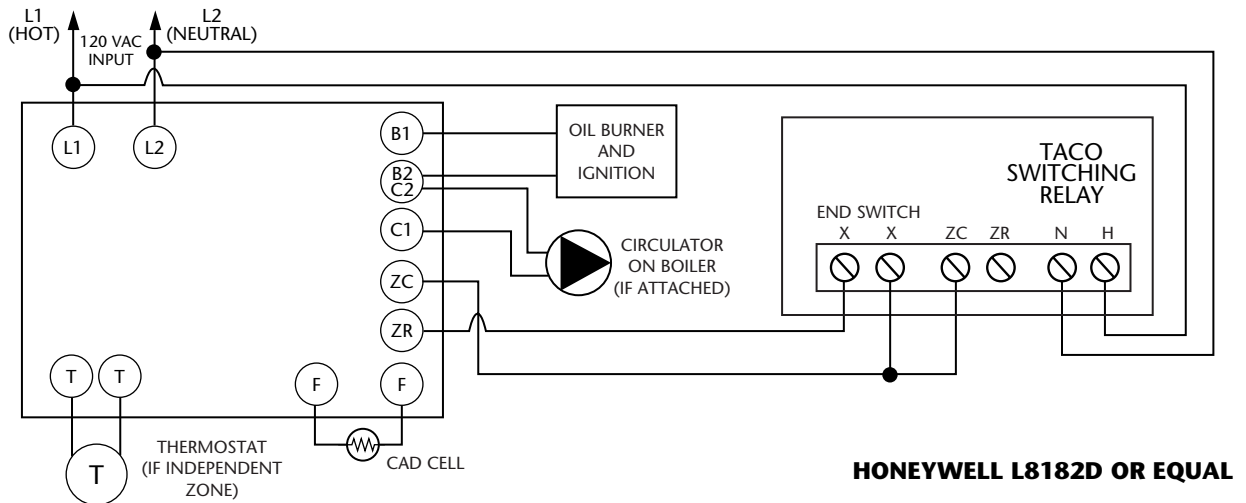 L1
(HOT)
120 VAC
INPUT
L2
(NEUTRAL)
L1
L2
B1
B2
C2
C1
ZC
ZR
T
T
F
F
OIL BURNER
AND
IGNITION
CIRCULATOR
ON BOILER
(IF ATTACHED)
TACO
SWITCHING
RELAY
END SWITCH
X X ZC ZR N H
T
THERMOSTAT
(IF INDEPENDENT
ZONE)
CAD CELL
HONEYWELL L8182D OR EQUAL